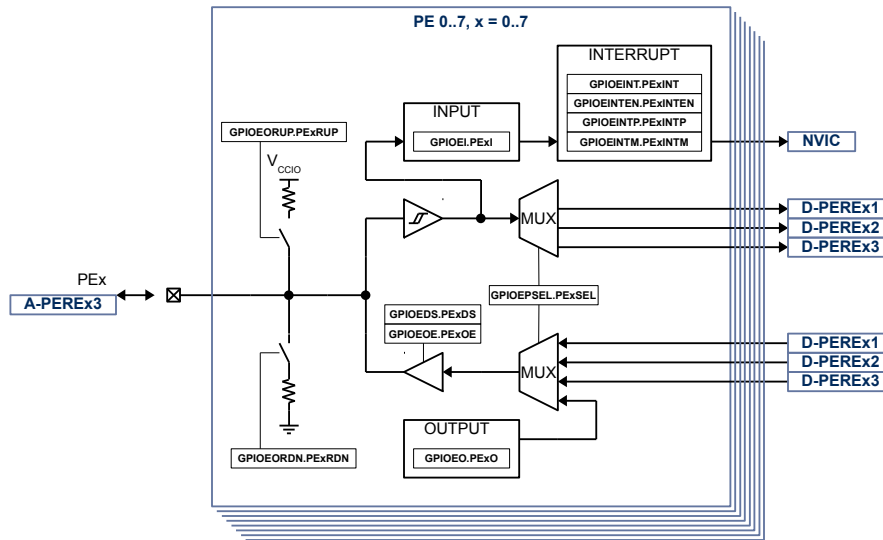 PE 0..7, x = 0..7
INTERRUPT
GPIOEINT.PExINT
GPIOEINTEN.PExINTEN
GPIOEINTP.PExINTP
GPIOEINTM.PExINTM
INPUT
GPIOEI.PExI
NVIC
GPIOEORUP.PExRUP
VCCIO
MUX
D-PEREx1
D-PEREx2
D-PEREx3
PEx
A-PEREx3
GPIOEPSEL.PExSEL
GPIOEDS.PExDS
GPIOEOE.PExOE
MUX
D-PEREx1
D-PEREx2
D-PEREx3
OUTPUT
GPIOEO.PExO
GPIOEORDN.PExRDN